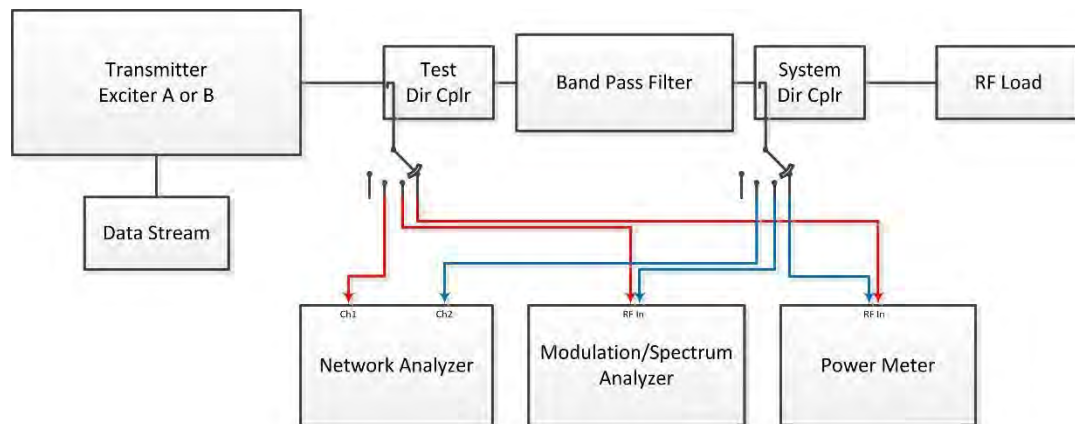 Transmitter
Exciter A or B
Test
Dir Cplr
Band Pass Filter
System
Dir Cplr
RF Load
Data Stream
Ch1
Ch2
Network Analyzer
RF In
Modulation/Spectrum
Analyzer
RF In
Power Meter